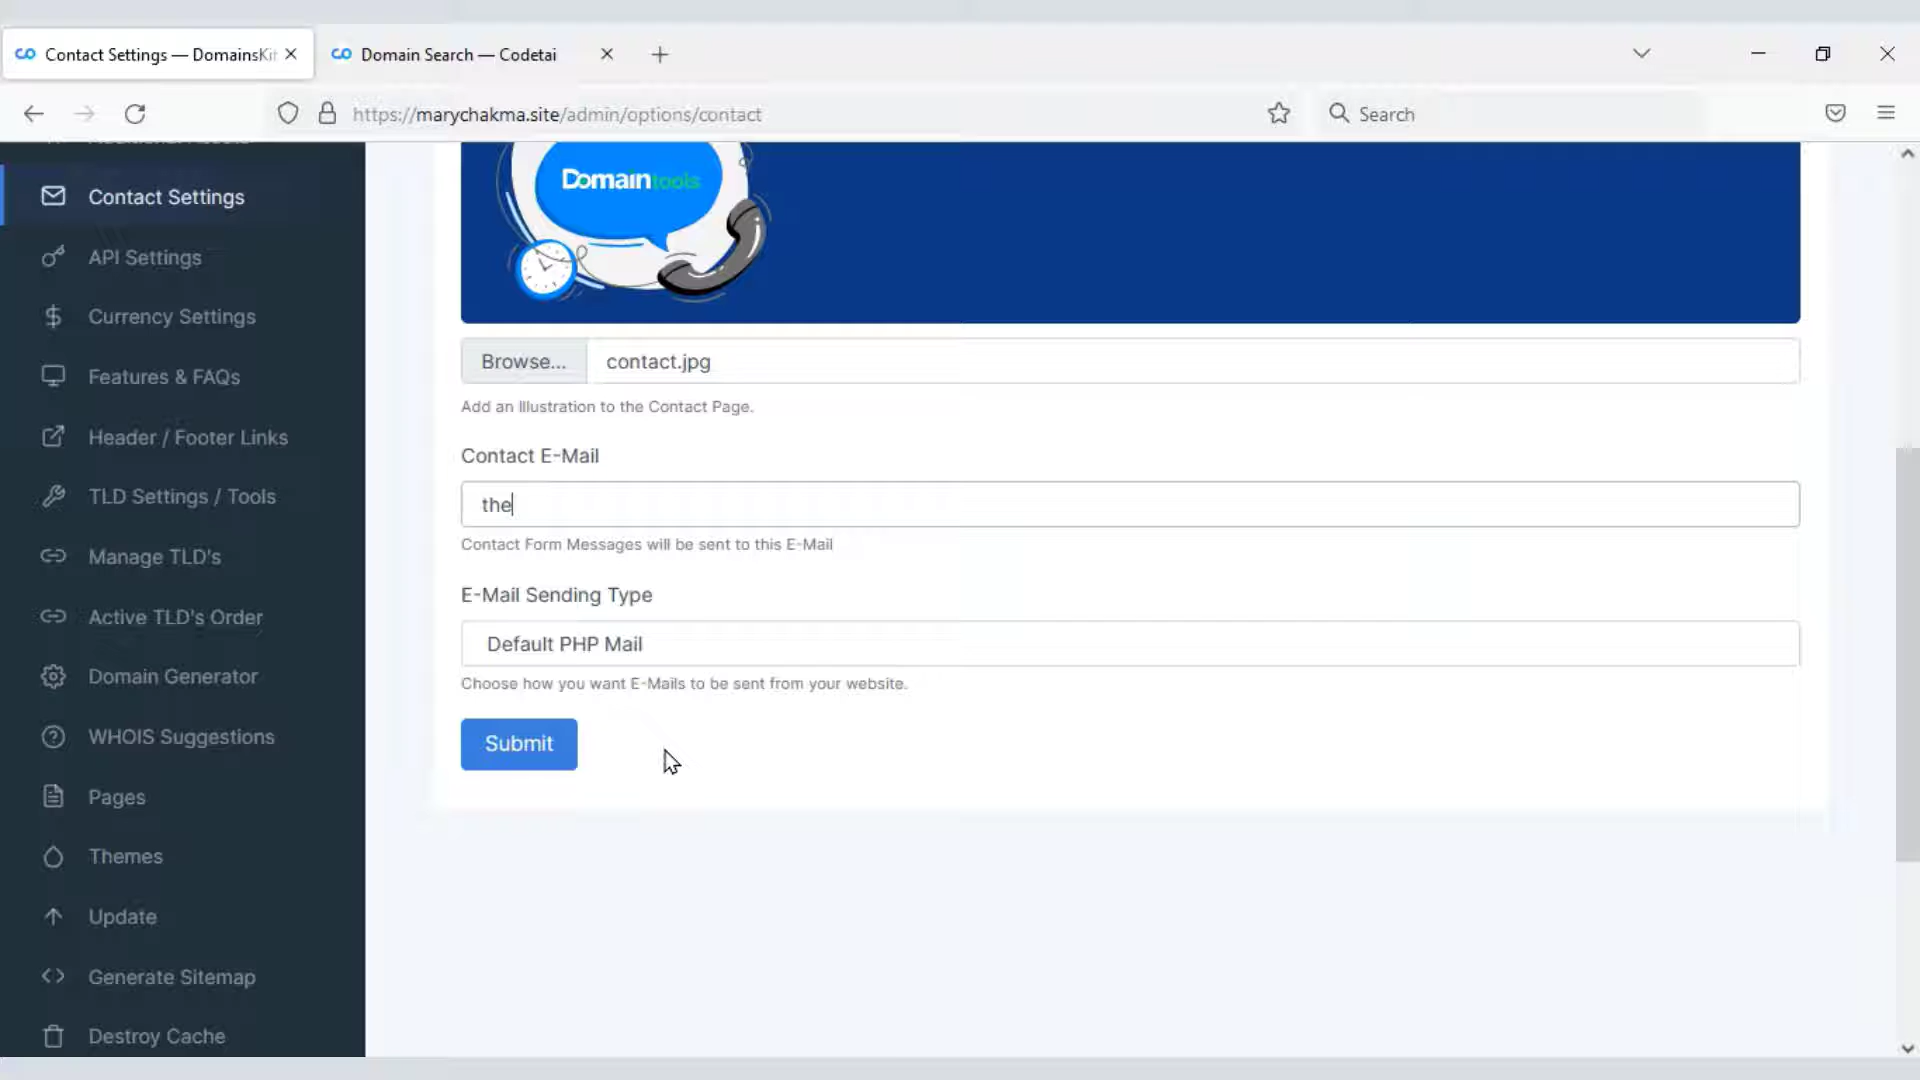 Contact Settings — DomainsKit
Domain Search — Codetai
https://marychakma.site/admin/options/contact
Search
Contact Settings
API Settings
Currency Settings
Features & FAQs
Header / Footer Links
TLD Settings / Tools
Manage TLD's
Active TLD's Order
Domain Generator
WHOIS Suggestions
Pages
Themes
Update
Generate Sitemap
Destroy Cache
Domaintools
Browse... contact.jpg
Add an Illustration to the Contact Page.
Contact E-Mail
the
Contact Form Messages will be sent to this E-Mail
E-Mail Sending Type
Default PHP Mail
Choose how you want E-Mails to be sent from your website.
Submit